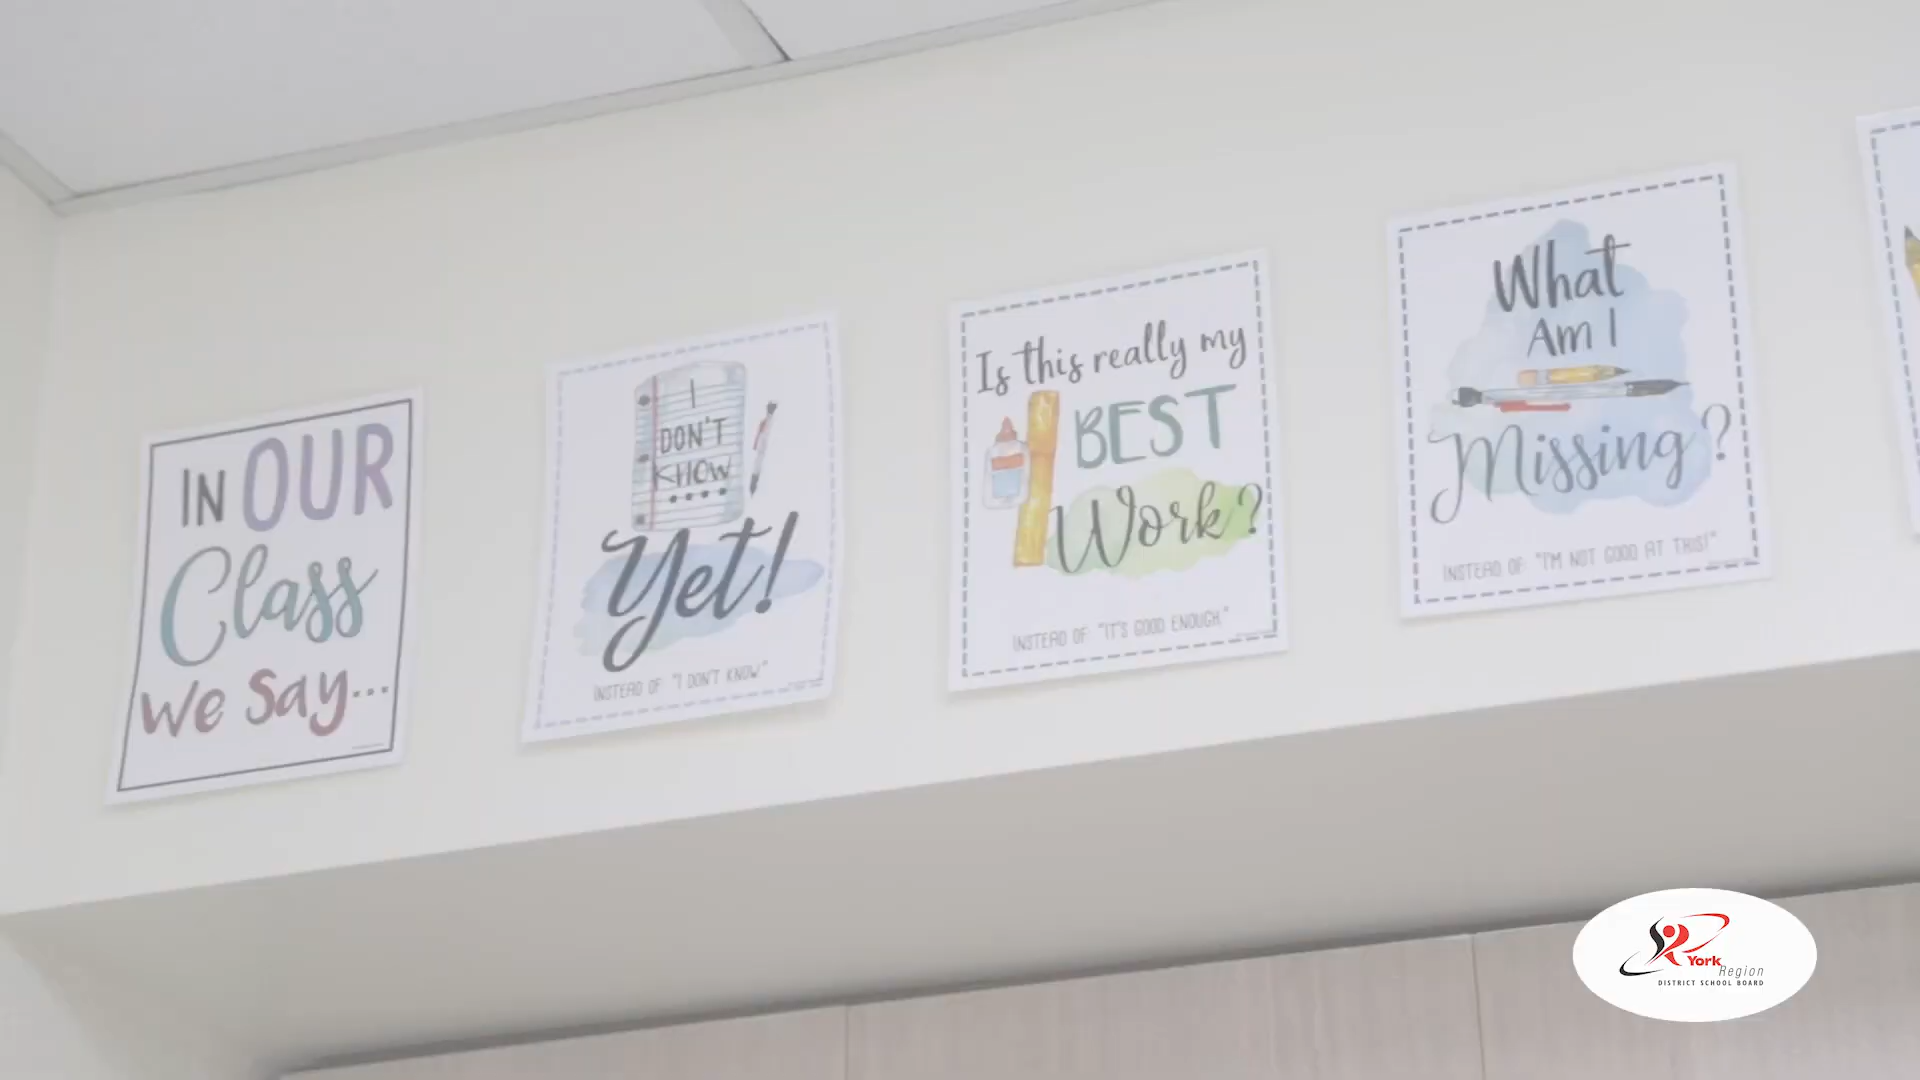 IN OUR
Class
We Say...
I
DON'T
KNOW
....
Yet!
INSTEAD OF: "I DON'T KNOW"
Is this really my
BEST
Work?
INSTEAD OF: "IT'S GOOD ENOUGH"
What
Am I
Missing?
INSTEAD OF: "I'M NOT GOOD AT THIS!"
York
Region
DISTRICT SCHOOL BOARD